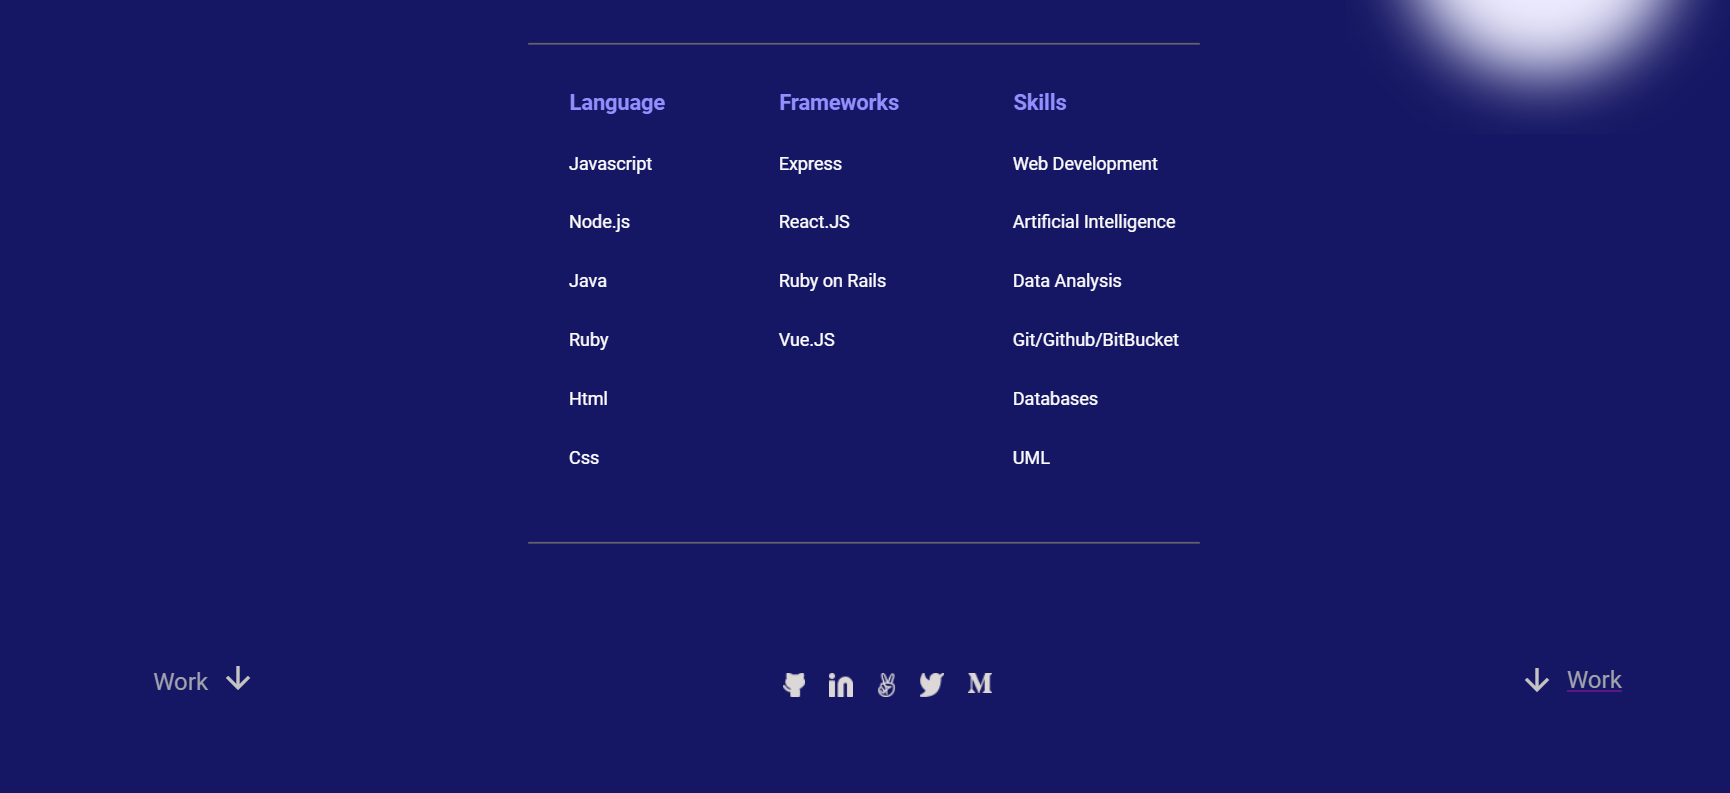 Language
Frameworks
Skills
Javascript
Express
Web Development
Node.js
React.JS
Artificial Intelligence
Java
Ruby on Rails
Data Analysis
Ruby
Vue.JS
Git/Github/BitBucket
Html
Databases
Css
UML
Work
in
M
Work